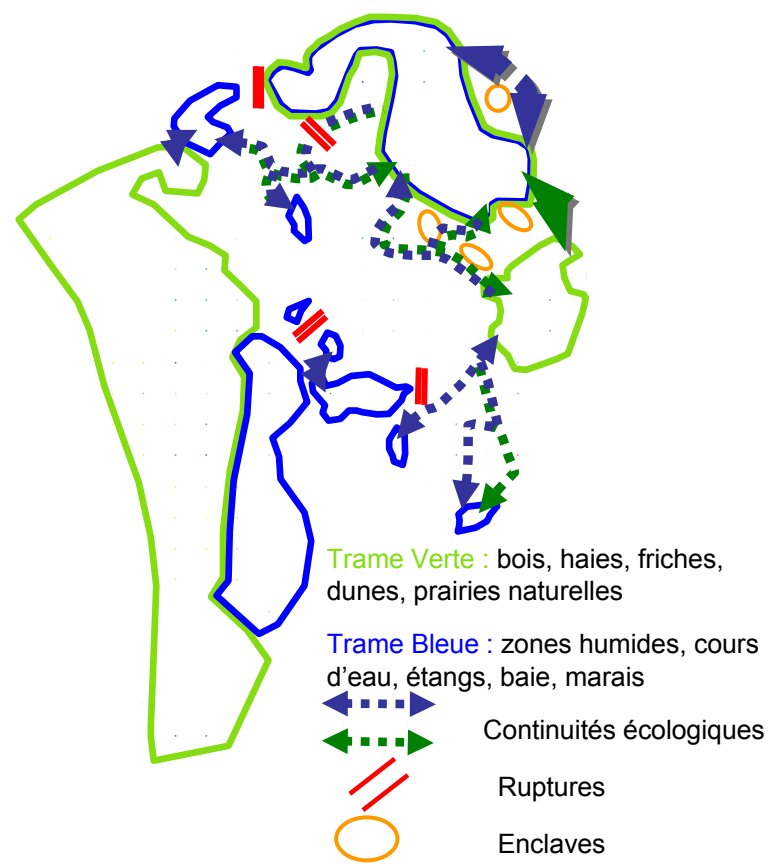 Trame Verte : bois, haies, friches,
dunes, prairies naturelles
Trame Bleue : zones humides, cours
d'eau, étangs, baie, marais
Continuités écologiques
Ruptures
Enclaves